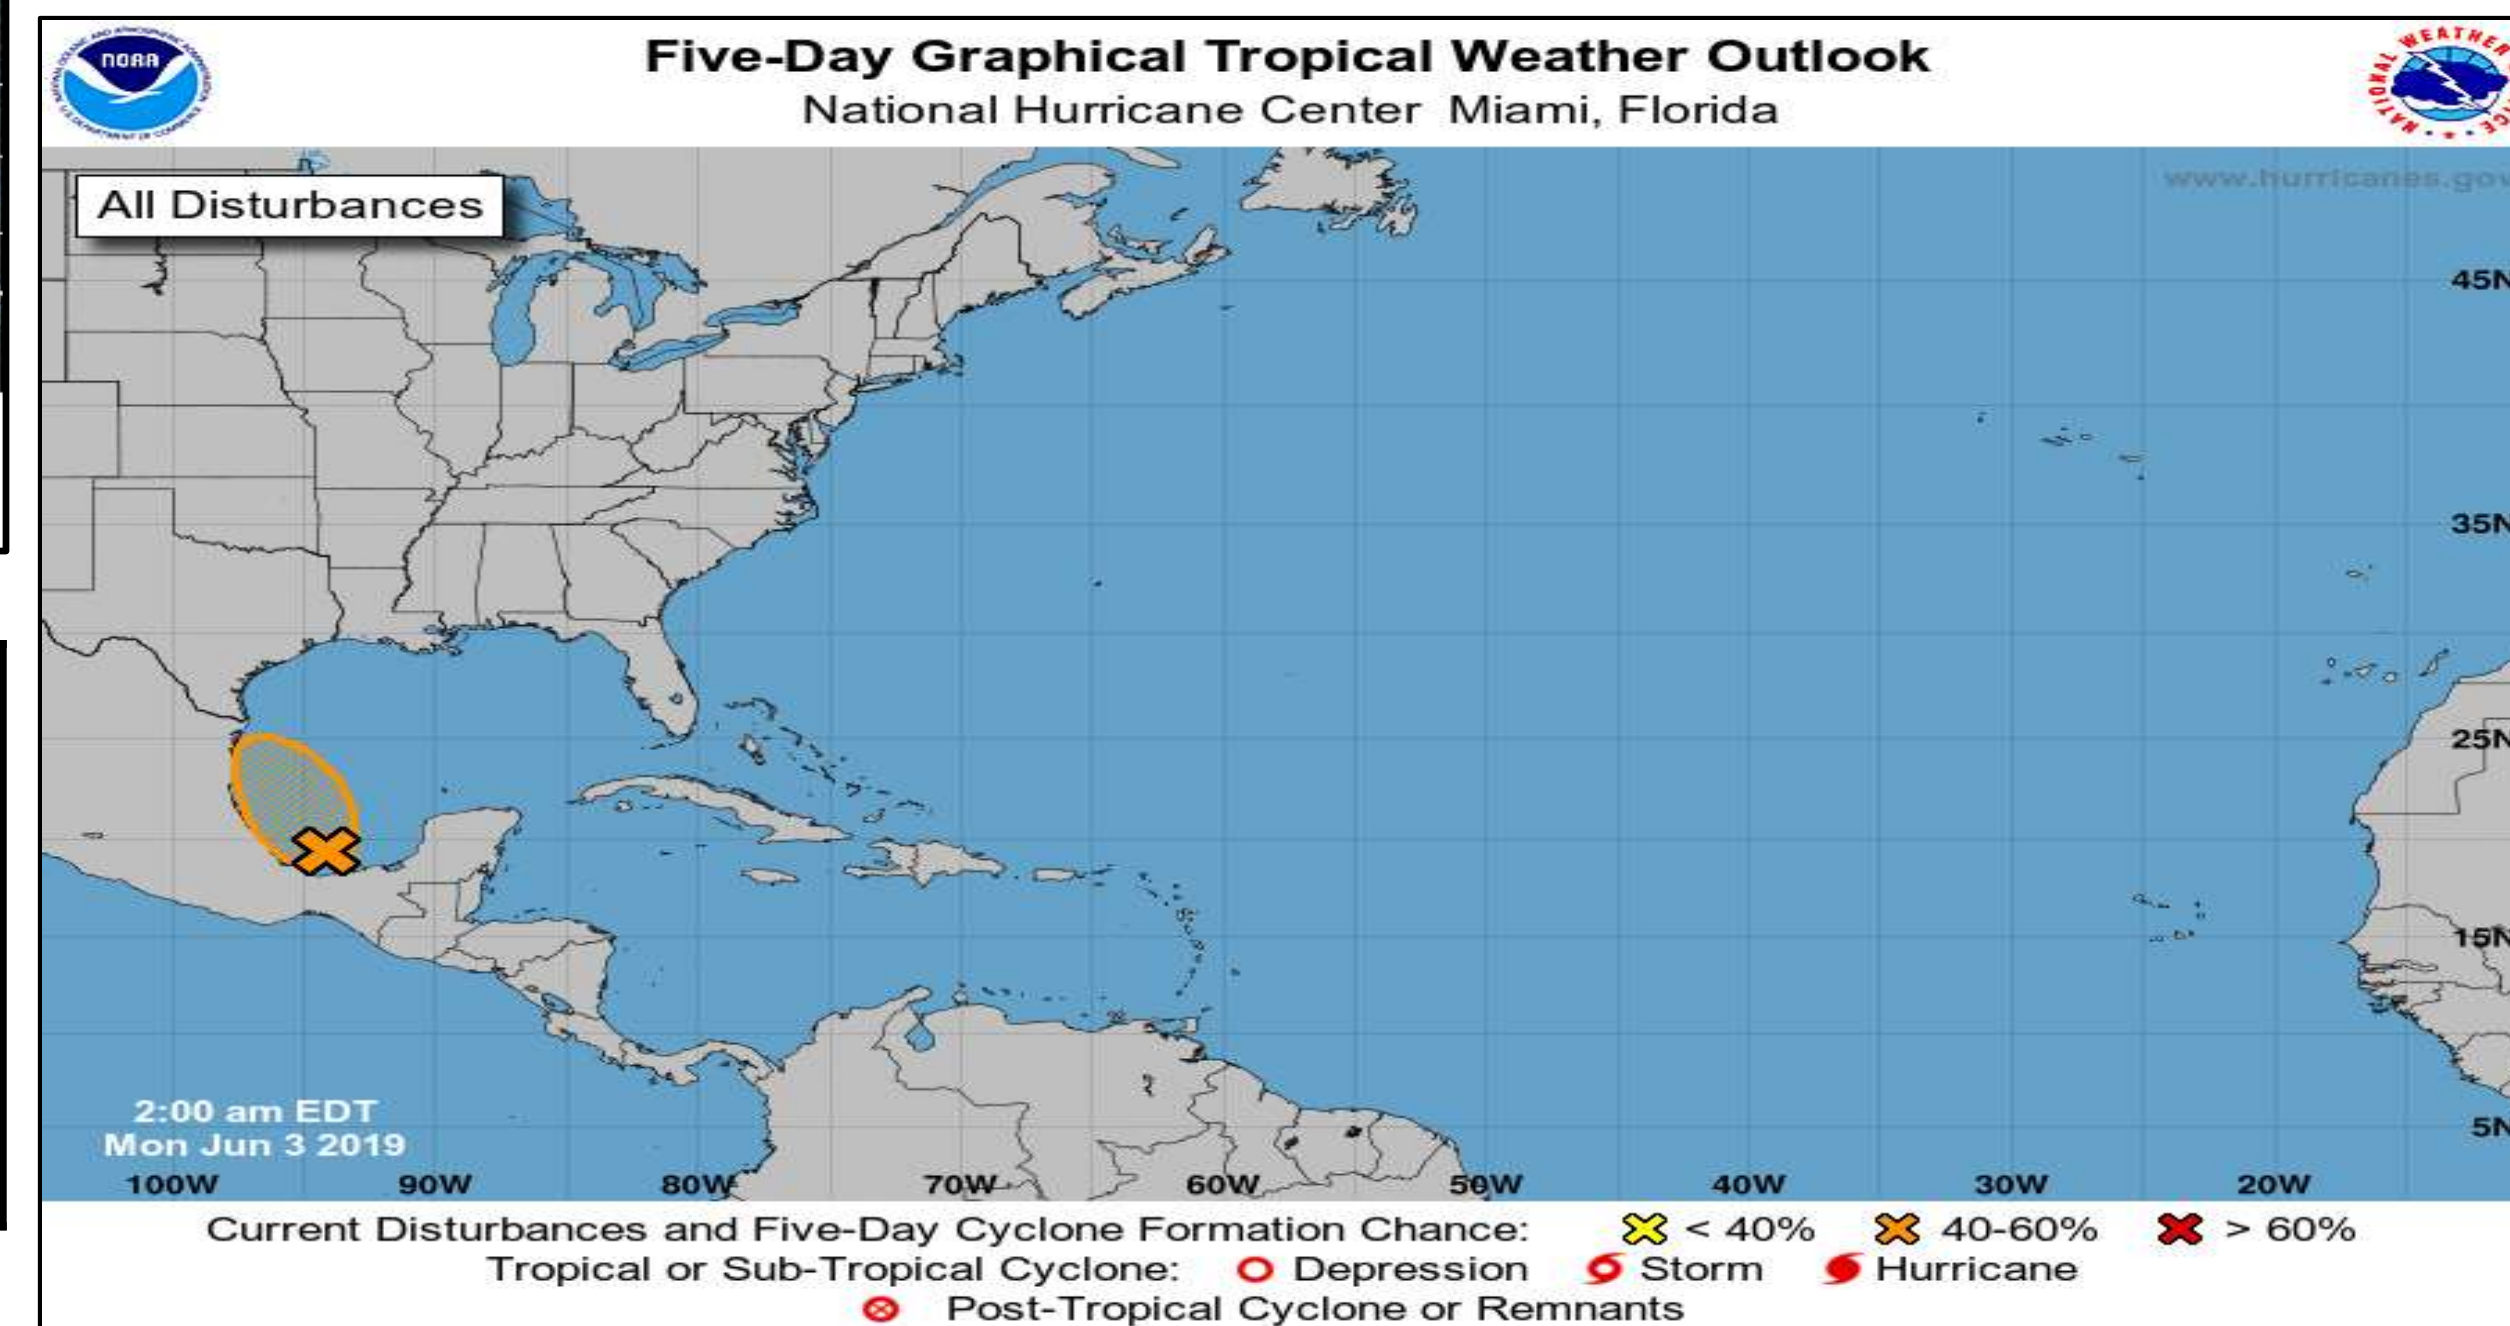 NOAA
Five-Day Graphical Tropical Weather Outlook
National Hurricane Center Miami, Florida
NATIONAL WEATHER
www.hurricanes.gov
All Disturbances
45N
35N
25N
15N
5N
2:00 am EDT
Mon Jun 3 2019
100W 90W 80W 70W 60W 50W 40W 30W 20W
Current Disturbances and Five-Day Cyclone Formation Chance: < 40% 40-60% > 60%
Tropical or Sub-Tropical Cyclone: Depression Storm Hurricane
Post-Tropical Cyclone or Remnants